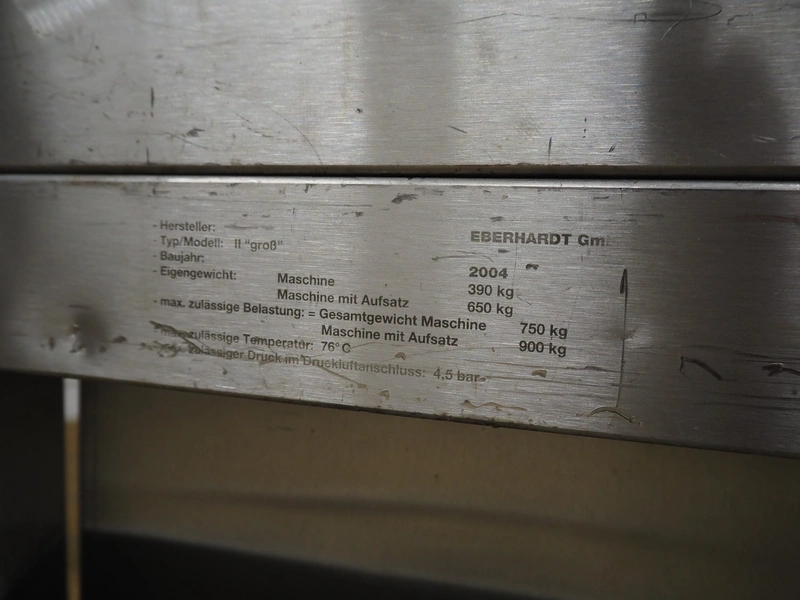 - Hersteller: EBERHARDT Gm
- Typ/Modell: II "groß"
- Baujahr: 2004
- Eigengewicht: Maschine 390 kg
Maschine mit Aufsatz 650 kg
- max. zulässige Belastung: = Gesamtgewicht Maschine 750 kg
Maschine mit Aufsatz 900 kg
- max. zulässige Temperatur: 76° C
zulässiger Druck im Druckluftanschluss: 4,5 bar